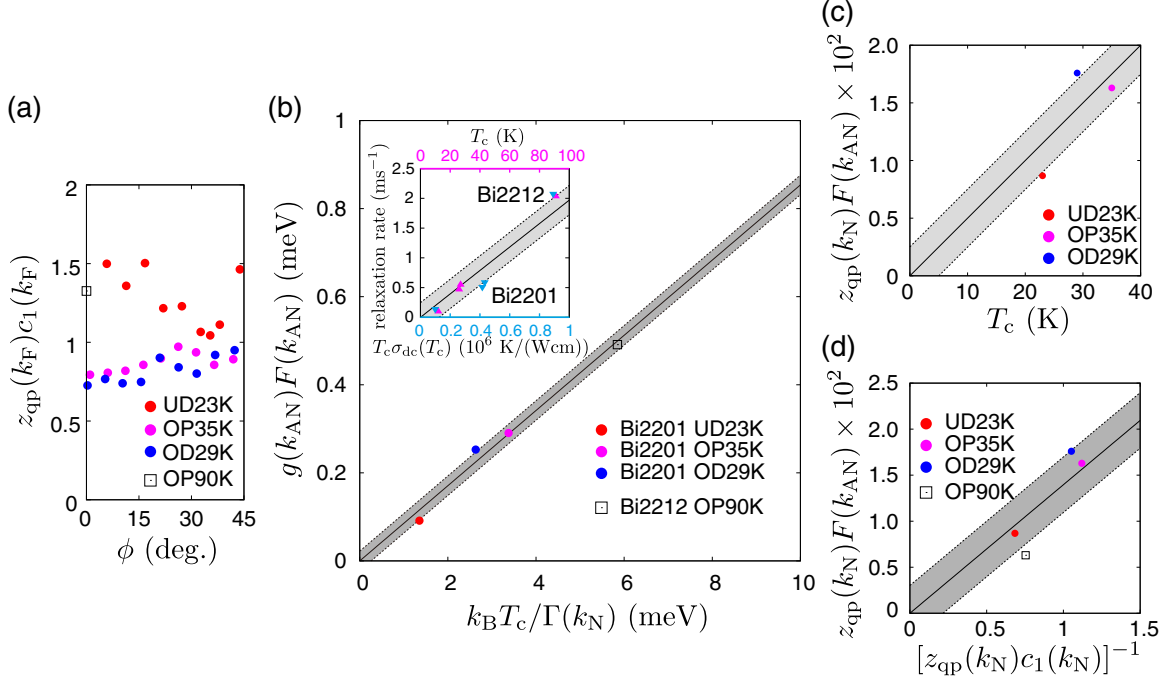 (a)
z_qp(k_F)c_1(k_F)
2
1.5
1
0.5
0
0 15 30 45
ϕ (deg.)
UD23K
OP35K
OD29K
OP90K
(b)
g(k_AN)F(k_AN) (meV)
1
0.8
0.6
0.4
0.2
0
0 2 4 6 8 10
k_BT_c/Γ(k_N) (meV)
T_c (K)
0 20 40 60 80 100
relaxation rate (ms⁻¹)
2.5
2
1.5
1
0.5
0
Bi2212
Bi2201
0 0.2 0.4 0.6 0.8 1
T_cσ_dc(T_c) (10⁶ K/(Wcm)
Bi2201 UD23K
Bi2201 OP35K
Bi2201 OD29K
Bi2212 OP90K
(c)
z_qp(k_N)F(k_AN) × 10²
2.0
1.5
1.0
0.5
0
0 10 20 30 40
T_c (K)
UD23K
OP35K
OD29K
(d)
z_qp(k_N)F(k_AN) × 10²
2.5
2.0
1.5
1.0
0.5
0
0 0.5 1 1.5
[z_qp(k_N)c_1(k_N)]⁻¹
UD23K
OP35K
OD29K
OP90K